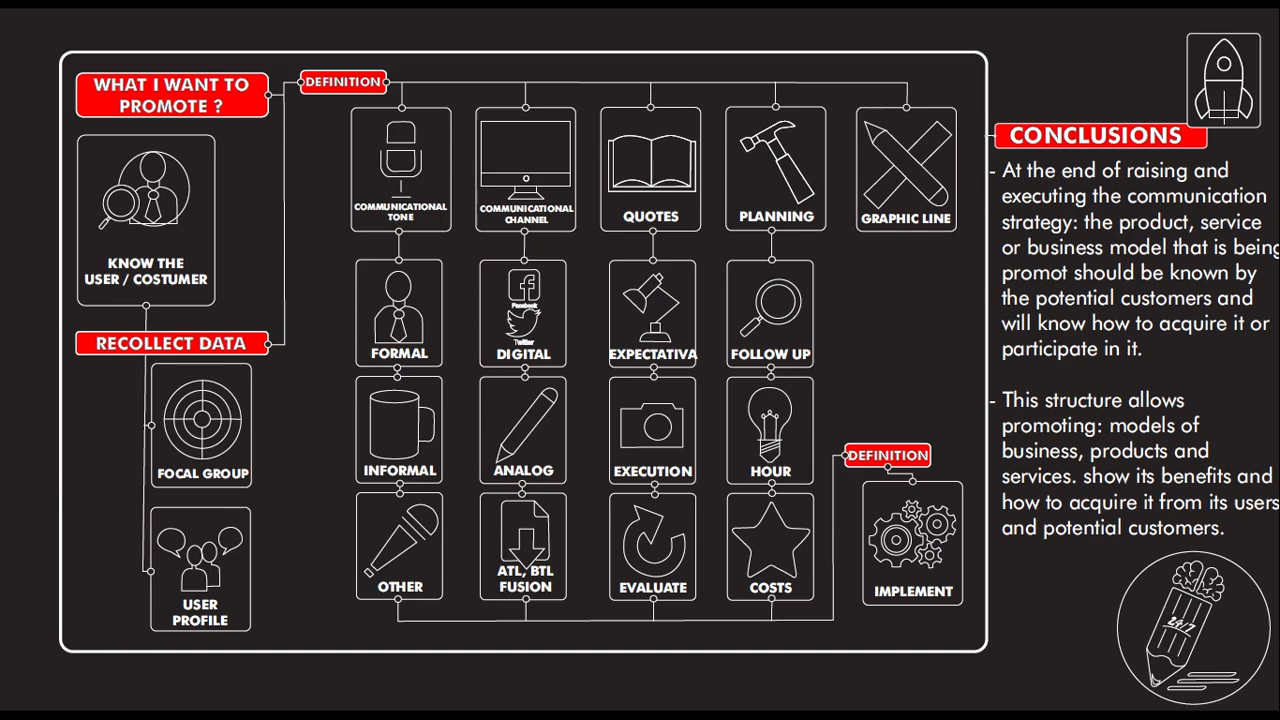 WHAT I WANT TO
PROMOTE ?
KNOW THE
USER / COSTUMER
RECOLLECT DATA
FOCAL GROUP
USER
PROFILE
DEFINITION
COMMUNICATIONAL
TONE
COMMUNICATIONAL
CHANNEL
QUOTES
PLANNING
GRAPHIC LINE
FORMAL
Facebook
Twitter
DIGITAL
EXPECTATIVA
FOLLOW UP
INFORMAL
ANALOG
EXECUTION
HOUR
OTHER
ATL, BTL
FUSION
EVALUATE
COSTS
DEFINITION
IMPLEMENT
CONCLUSIONS
- At the end of raising and
executing the communication
strategy: the product, service
or business model that is being
promot should be known by
the potential customers and
will know how to acquire it or
participate in it.
- This structure allows
promoting: models of
business, products and
services. show its benefits and
how to acquire it from its users
and potential customers.
24/7